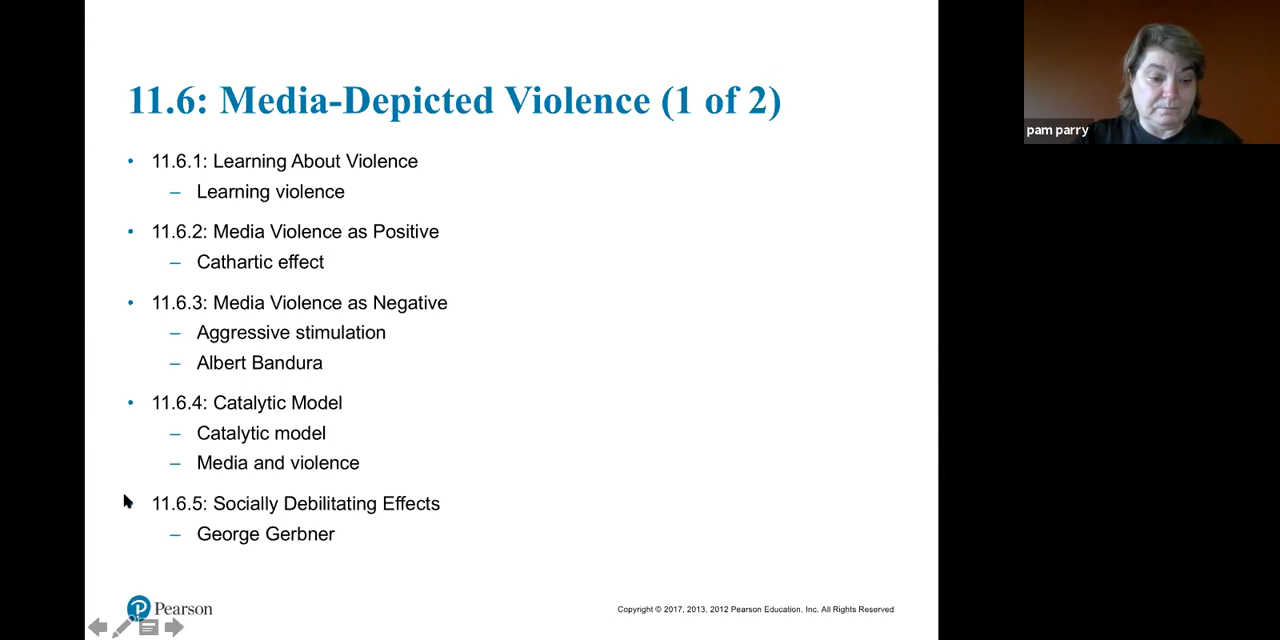 11.6: Media-Depicted Violence (1 of 2)
• 11.6.1: Learning About Violence
– Learning violence
• 11.6.2: Media Violence as Positive
– Cathartic effect
• 11.6.3: Media Violence as Negative
– Aggressive stimulation
– Albert Bandura
• 11.6.4: Catalytic Model
– Catalytic model
– Media and violence
11.6.5: Socially Debilitating Effects
– George Gerbner
P Pearson
Copyright © 2017, 2013, 2012 Pearson Education, Inc. All Rights Reserved
pam parry